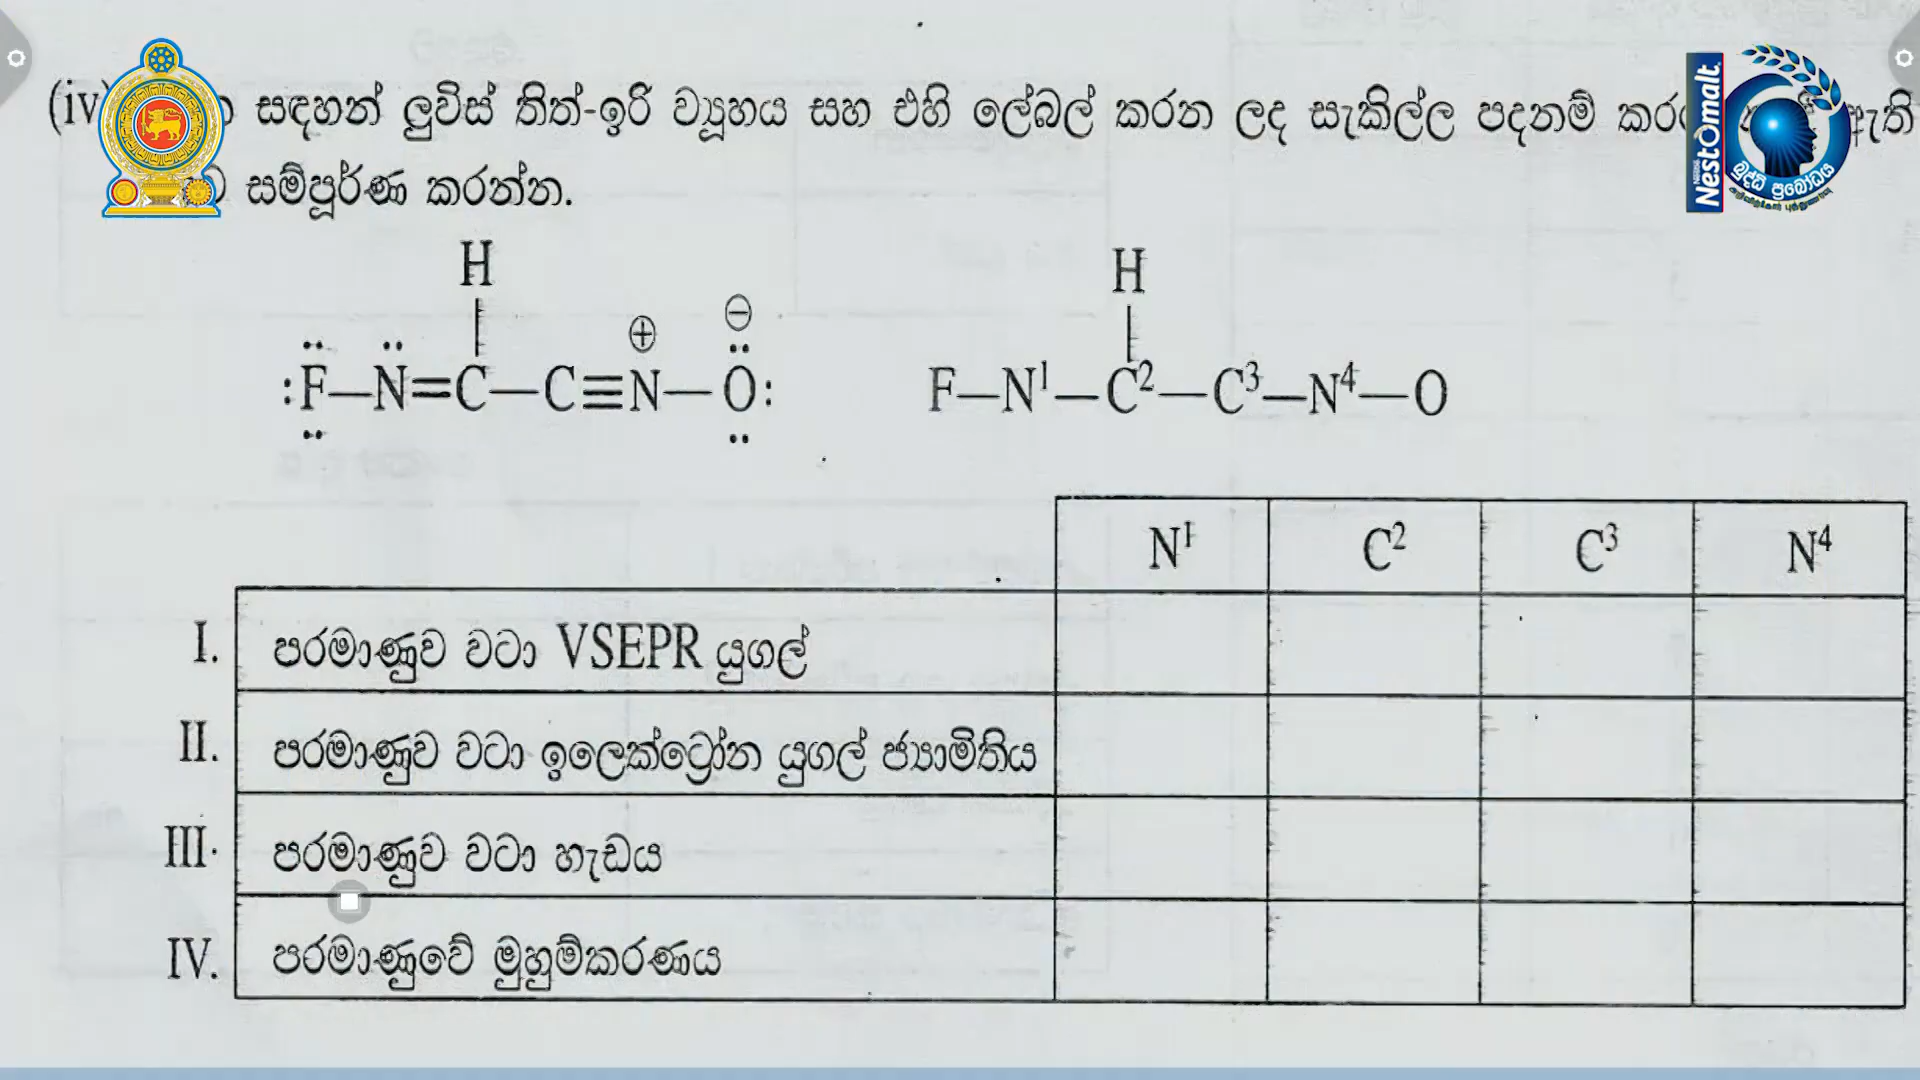 (iv) සඳහන් ලුවිස් තිත්-ඉරි ව්‍යූහය සහ එහි ලේබල් කරන ලද සැකිල්ල පදනම් ඇති
සම්පූර්ණ කරන්න.
H
:F—N=C—C≡N—O: ⊕ ⊖
H
F—N¹—C²—C³—N⁴—O
N¹ C² C³ N⁴
I. පරමාණුව වටා VSEPR යුගල්
II. පරමාණුව වටා ඉලෙක්ට්‍රෝන යුගල් ජ්‍යාමිතිය
III. පරමාණුව වටා හැඩය
IV. පරමාණුවේ මුහුම්කරණය
Nestomalt
බුද්ධි ප්‍රබෝධය